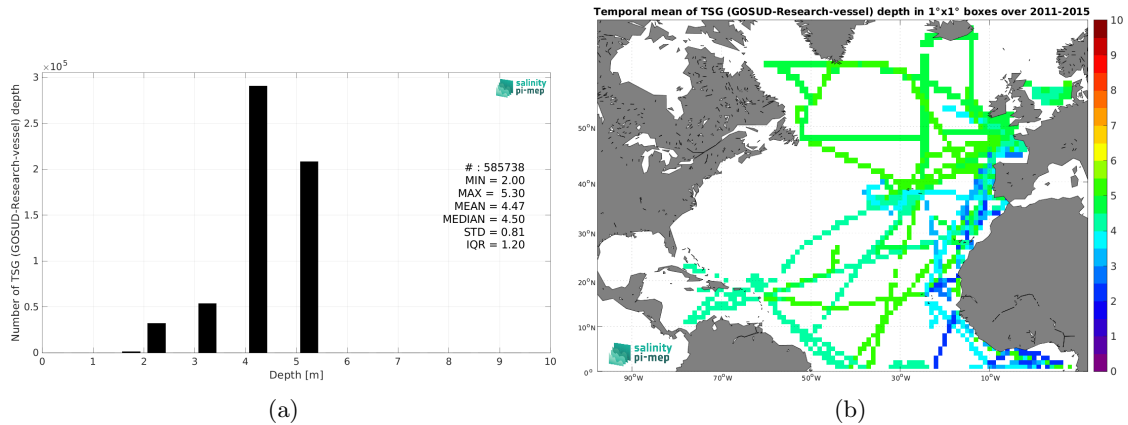 ×10⁵
3
2.5
2
1.5
1
0.5
0
Number of TSG (GOSUD-Research-vessel) depth
salinity
pi-mep
# : 585738
MIN = 2.00
MAX = 5.30
MEAN = 4.47
MEDIAN = 4.50
STD = 0.81
IQR = 1.20
0 1 2 3 4 5 6 7 8 9 10
Depth [m]
(a)
Temporal mean of TSG (GOSUD-Research-vessel) depth in 1°x1° boxes over 2011-2015
50°N
40°N
30°N
20°N
10°N
0°
90°W 70°W 50°W 30°W 10°W
salinity
pi-mep
10
9
8
7
6
5
4
3
2
1
0
(b)